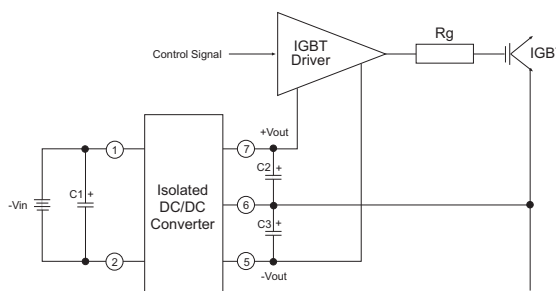 Control Signal
IGBT
Driver
Rg
IGB
+Vout
1
7
C2 +
C1 +
-Vin
Isolated
DC/DC
Converter
6
C3 +
2
5
-Vout